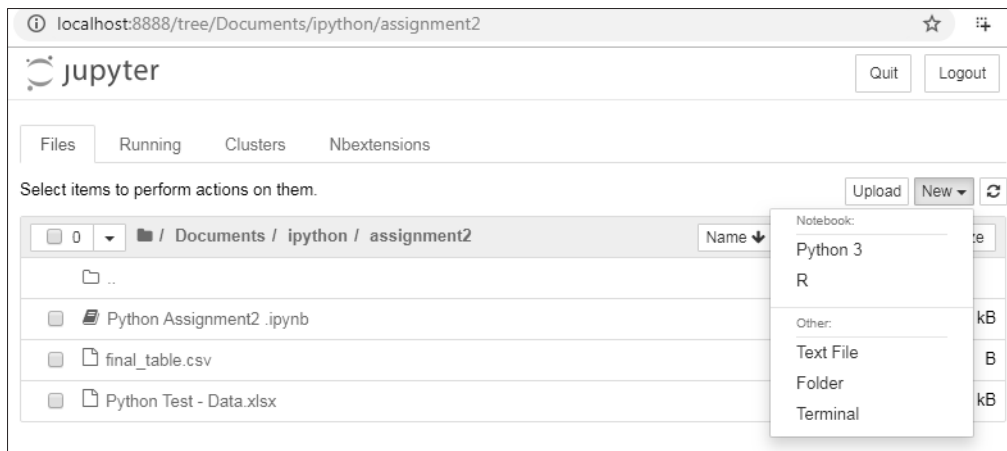 localhost:8888/tree/Documents/ipython/assignment2
jupyter
Quit
Logout
Files
Running
Clusters
Nbextensions
Select items to perform actions on them.
Upload
New
0
/ Documents / ipython / assignment2
Name
ze
Notebook:
Python 3
R
Other:
Text File
Folder
Terminal
..
Python Assignment2 .ipynb
kB
final_table.csv
B
Python Test - Data.xlsx
kB